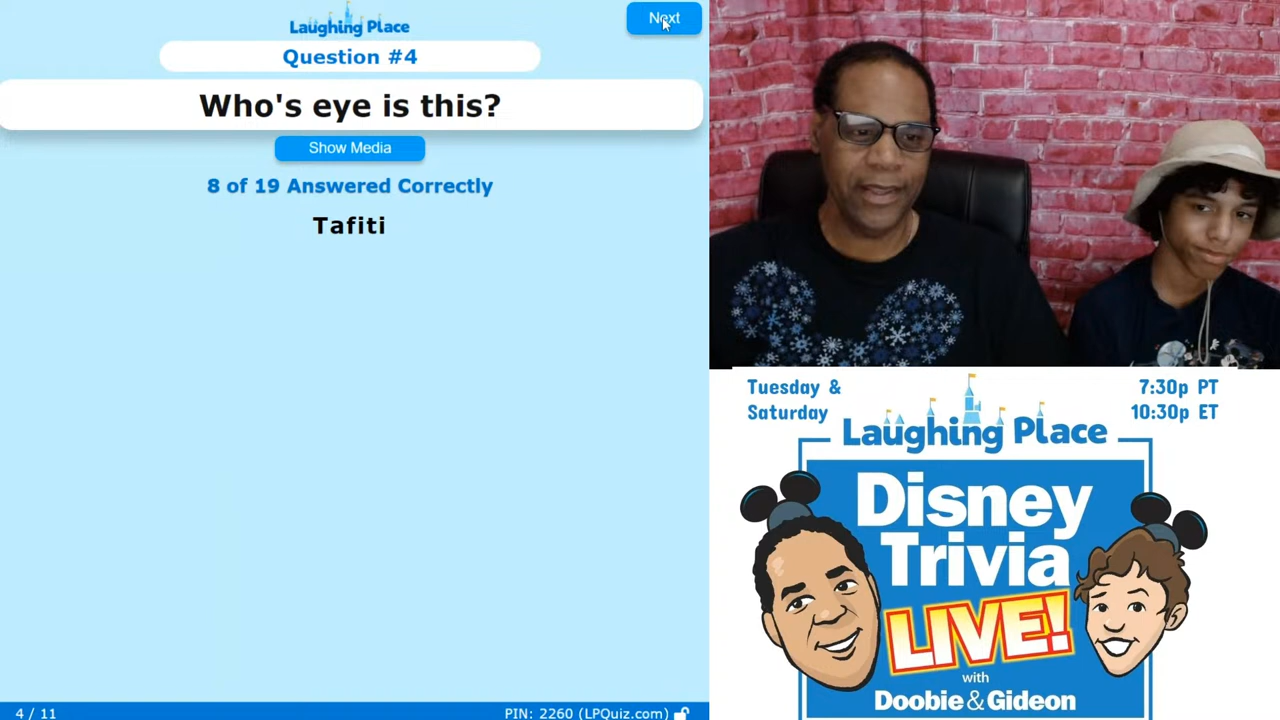 Laughing Place
Next
Question #4
Who's eye is this?
Show Media
8 of 19 Answered Correctly
Tafiti
4 / 11
PIN: 2260 (LPQuiz.com)
Tuesday &
Saturday
7:30p PT
10:30p ET
Laughing Place
Disney
Trivia
LIVE!
with
Doobie & Gideon